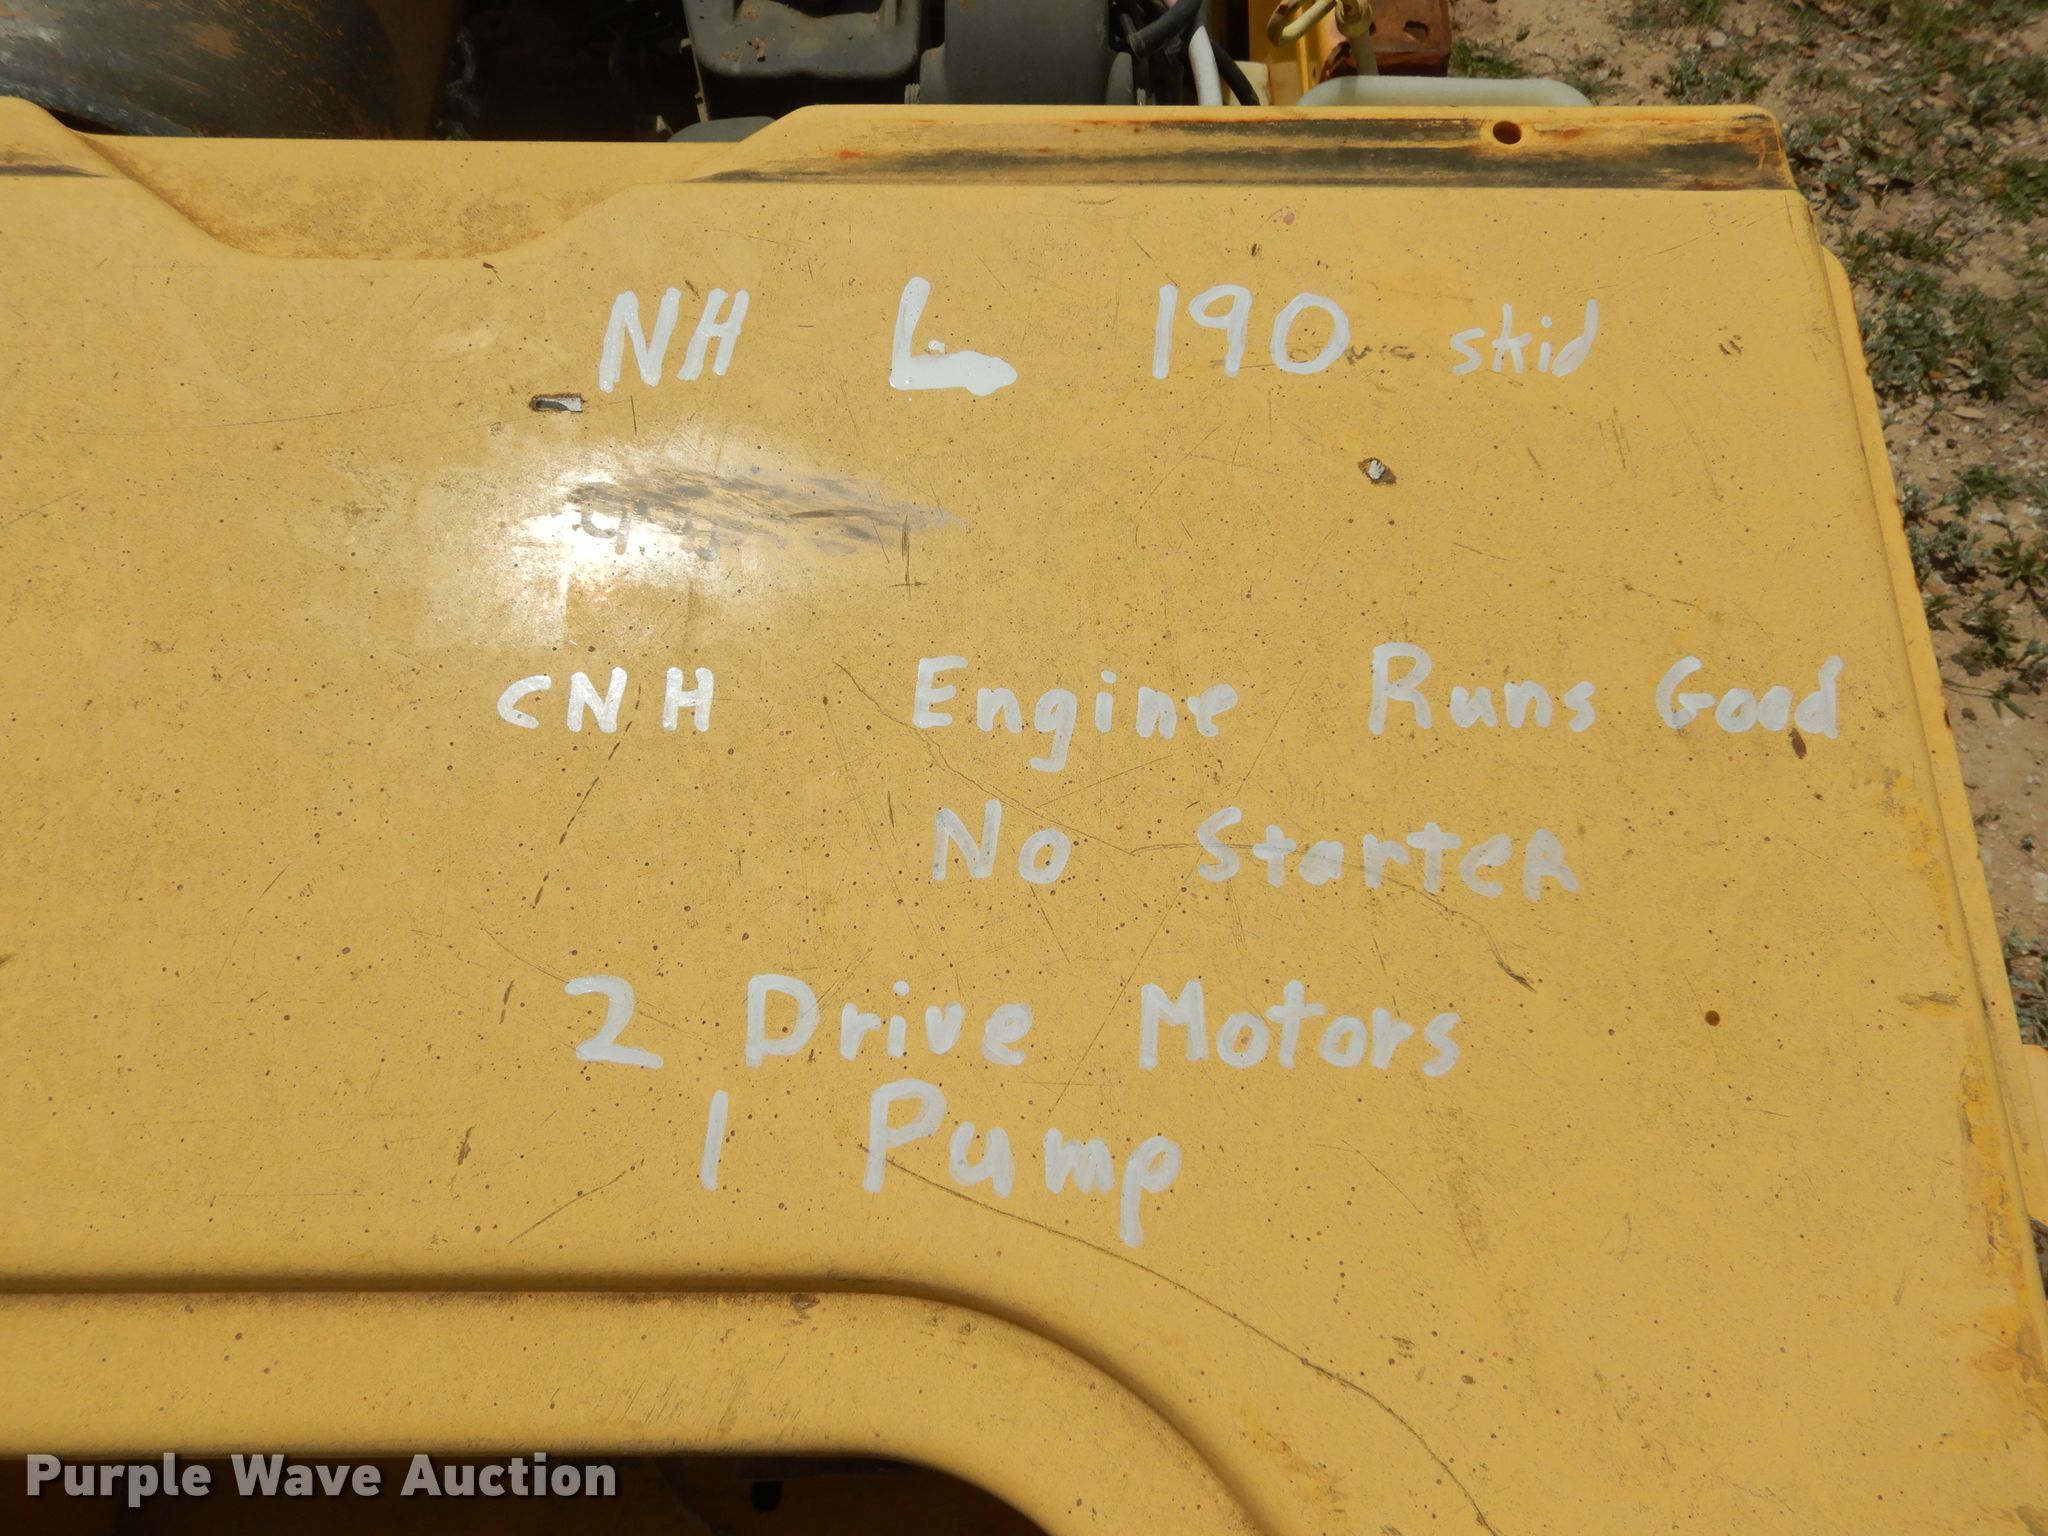 NH L 190 skid
CNH Engine Runs Good
No Starter
2 Drive Motors
1 Pump
Purple Wave Auction